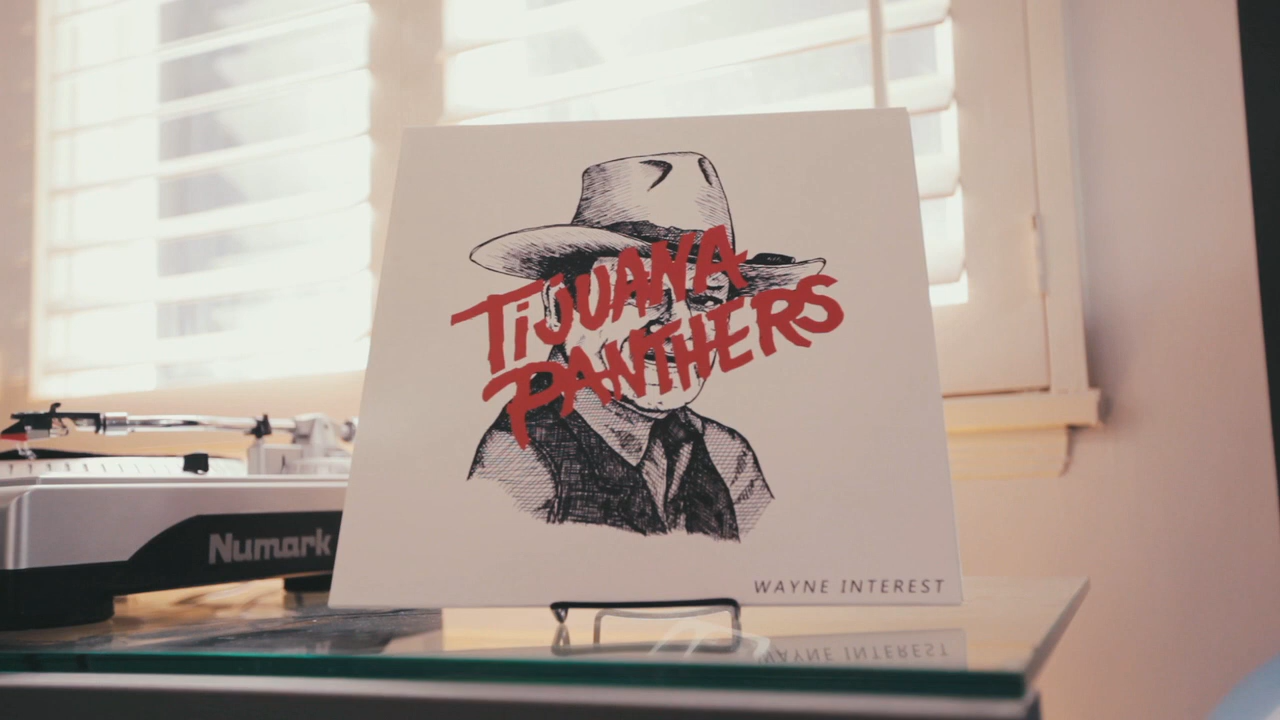 TIJUANA
PANTHERS
WAYNE INTEREST
Numark
WAYNE INTEREST